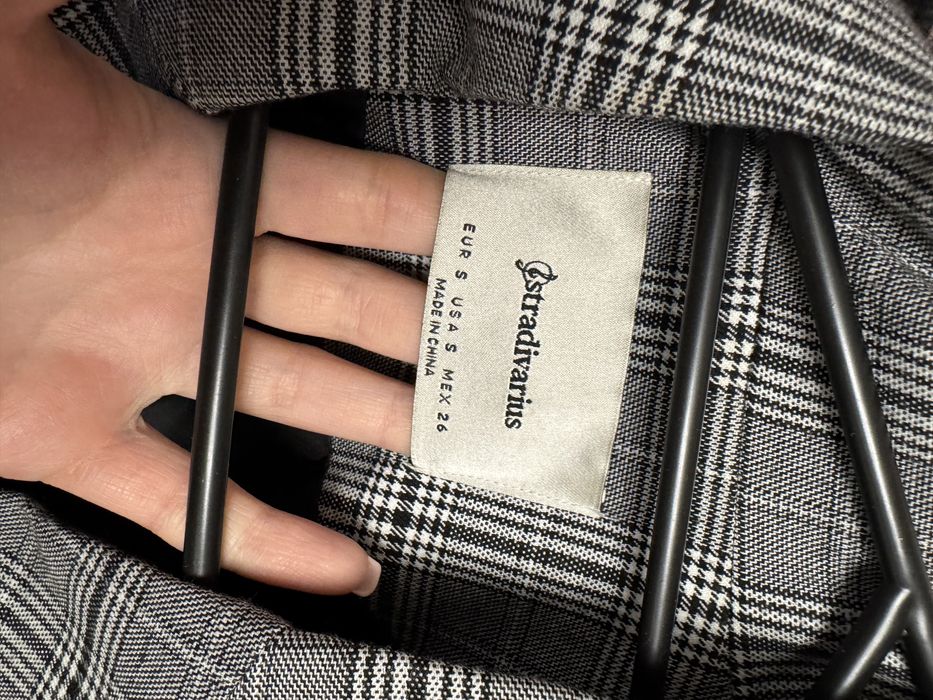 stradivarius
EUR S USA S MEX 26
MADE IN CHINA